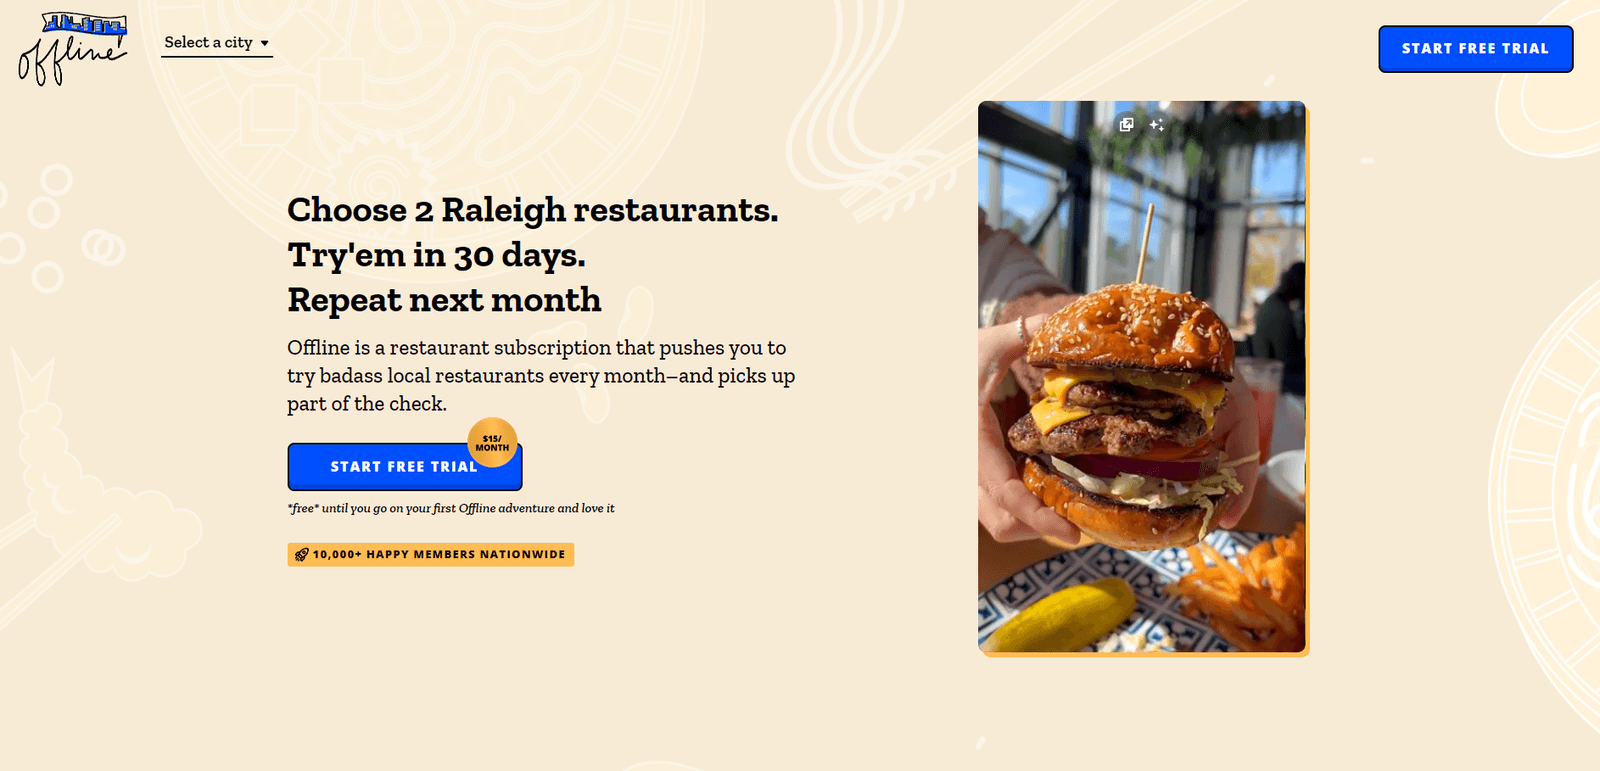 offline
Select a city
START FREE TRIAL
Choose 2 Raleigh restaurants.
Try'em in 30 days.
Repeat next month
Offline is a restaurant subscription that pushes you to
try badass local restaurants every month–and picks up
part of the check.
$15/
MONTH
START FREE TRIAL
*free* until you go on your first Offline adventure and love it
10,000+ HAPPY MEMBERS NATIONWIDE